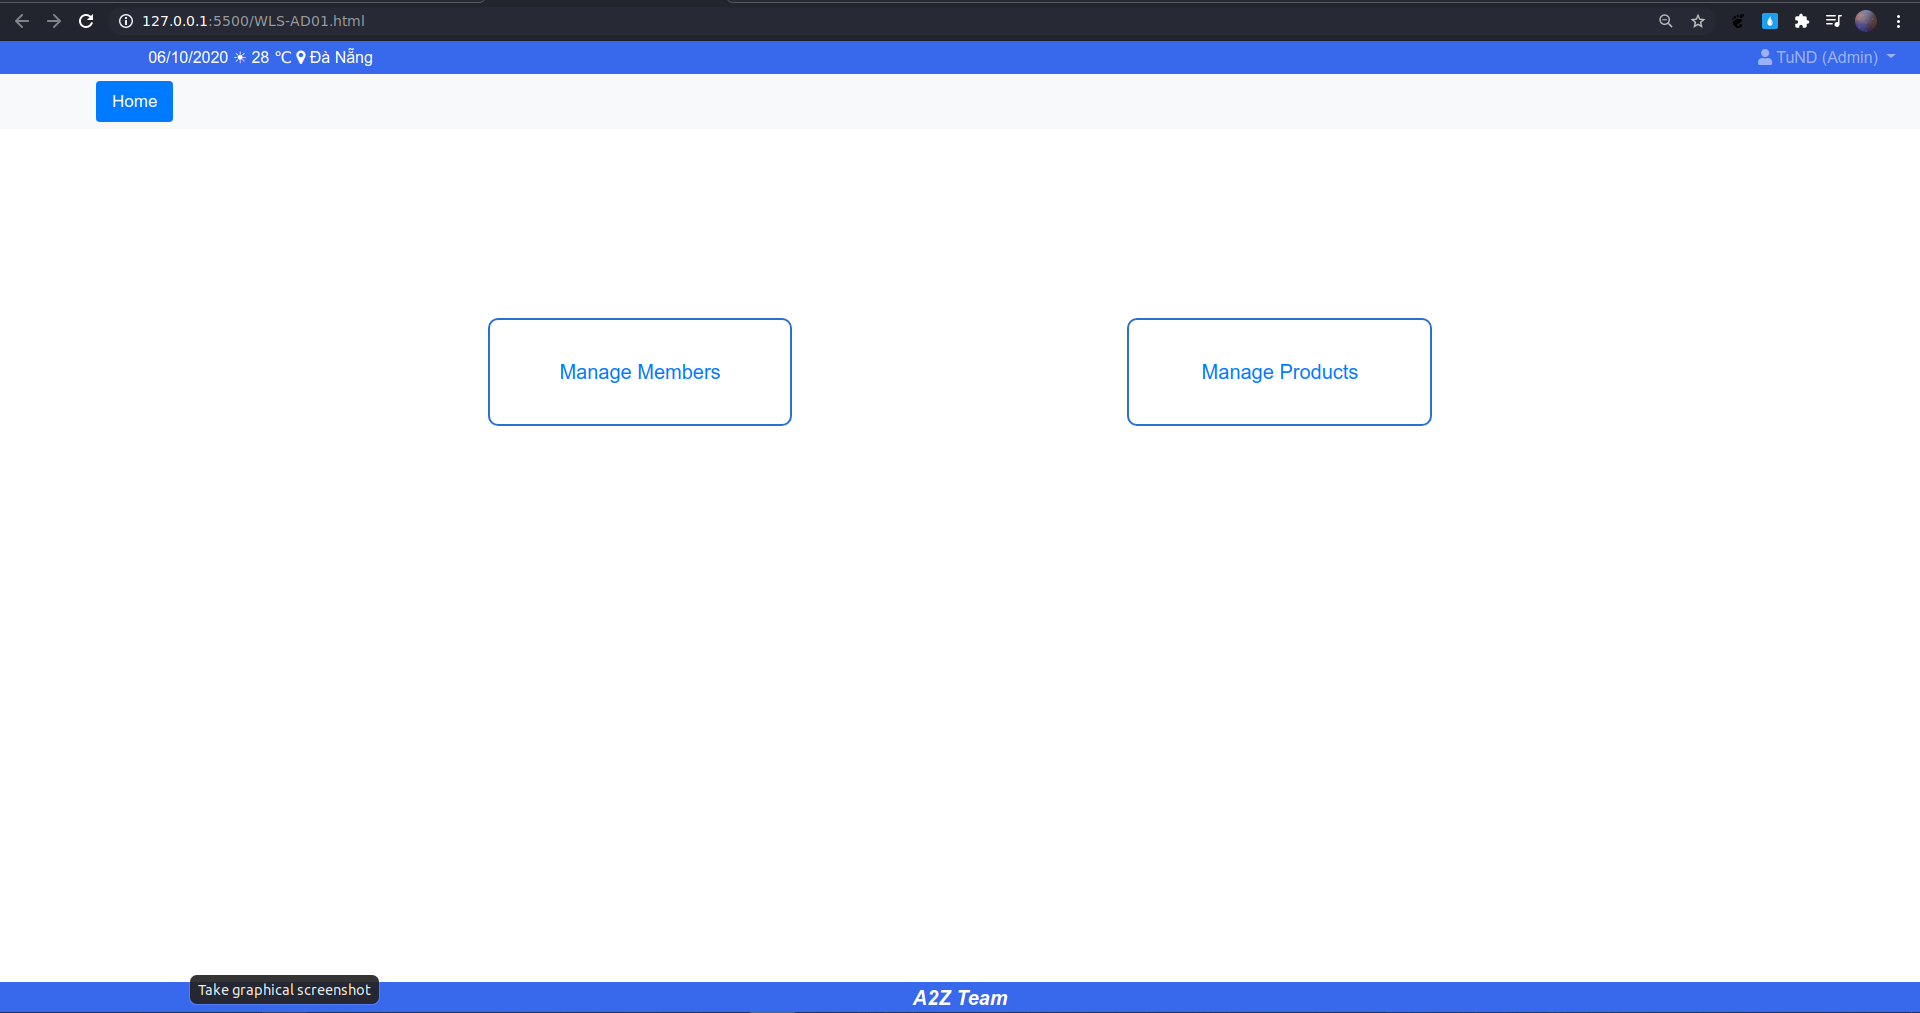 127.0.0.1:5500/WLS-AD01.html
06/10/2020 ☀ 28 ℃ Đà Nẵng
TuND (Admin)
Home
Manage Members
Manage Products
Take graphical screenshot
A2Z Team